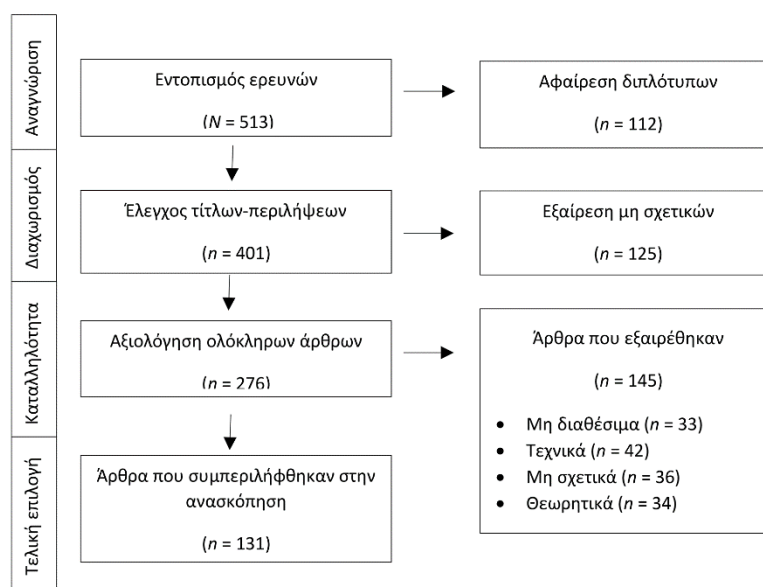 Αναγνώριση
Εντοπισμός ερευνών
(N = 513)
Αφαίρεση διπλότυπων
(n = 112)
Διαχωρισμός
Έλεγχος τίτλων-περιλήψεων
(n = 401)
Εξαίρεση μη σχετικών
(n = 125)
Καταλληλότητα
Αξιολόγηση ολόκληρων άρθρων
(n = 276)
Άρθρα που εξαιρέθηκαν
(n = 145)
• Μη διαθέσιμα (n = 33)
• Τεχνικά (n = 42)
• Μη σχετικά (n = 36)
• Θεωρητικά (n = 34)
Τελική επιλογή
Άρθρα που συμπεριλήφθηκαν στην
ανασκόπηση
(n = 131)